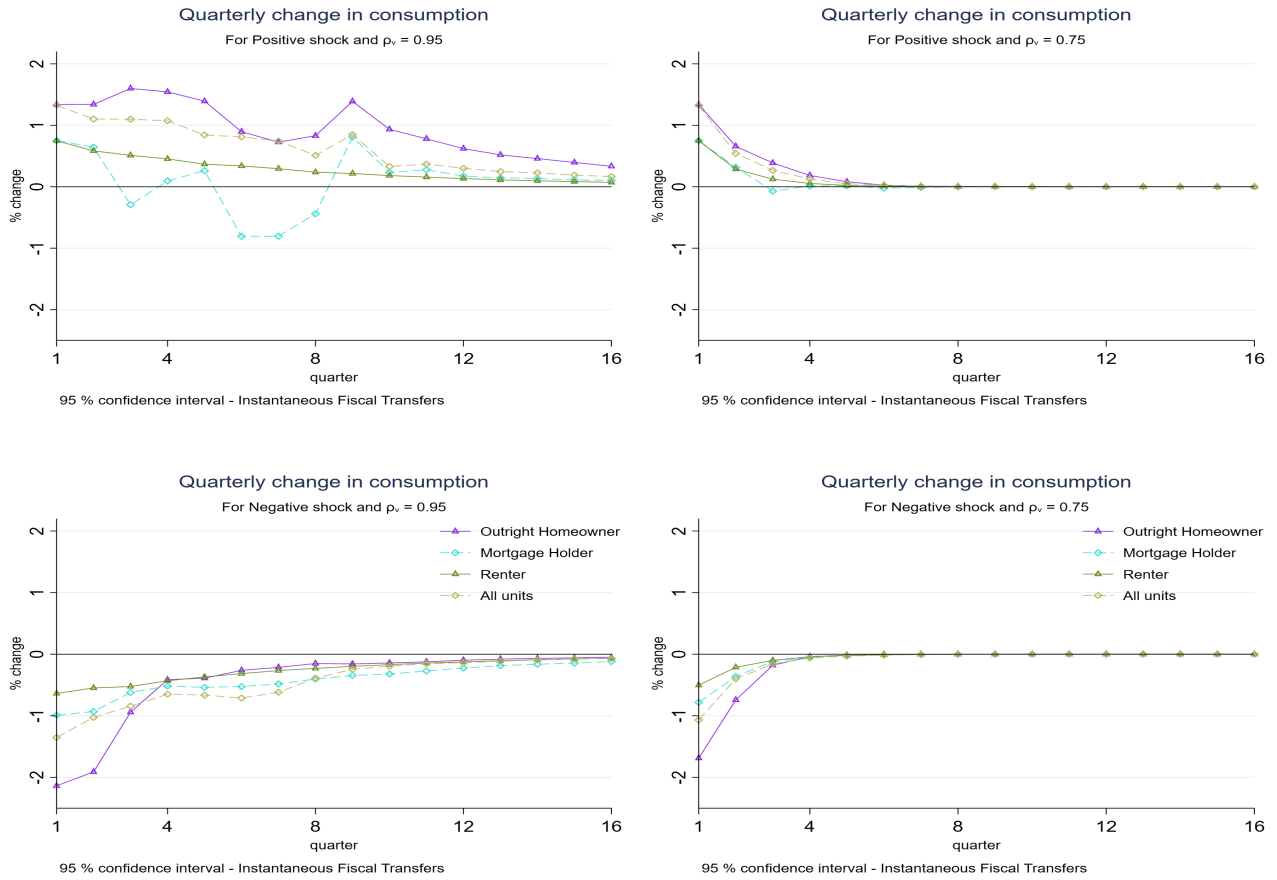 Quarterly change in consumption
For Positive shock and ρᵥ = 0.95
2
1
0
-1
-2
% change
1 4 8 12 16
quarter
95 % confidence interval - Instantaneous Fiscal Transfers
Quarterly change in consumption
For Positive shock and ρᵥ = 0.75
2
1
0
-1
-2
% change
1 4 8 12 16
quarter
95 % confidence interval - Instantaneous Fiscal Transfers
Quarterly change in consumption
For Negative shock and ρᵥ = 0.95
Outright Homeowner
Mortgage Holder
Renter
All units
2
1
0
-1
-2
% change
1 4 8 12 16
quarter
95 % confidence interval - Instantaneous Fiscal Transfers
Quarterly change in consumption
For Negative shock and ρᵥ = 0.75
Outright Homeowner
Mortgage Holder
Renter
All units
2
1
0
-1
-2
% change
1 4 8 12 16
quarter
95 % confidence interval - Instantaneous Fiscal Transfers